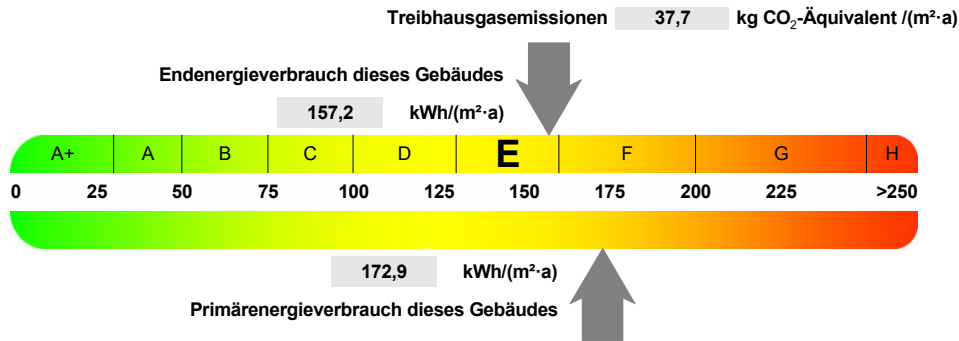 Treibhausgasemissionen 37,7 kg CO₂-Äquivalent /(m²·a)
Endenergieverbrauch dieses Gebäudes
157,2 kWh/(m²·a)
A+ A B C D E F G H
0 25 50 75 100 125 150 175 200 225 >250
172,9 kWh/(m²·a)
Primärenergieverbrauch dieses Gebäudes